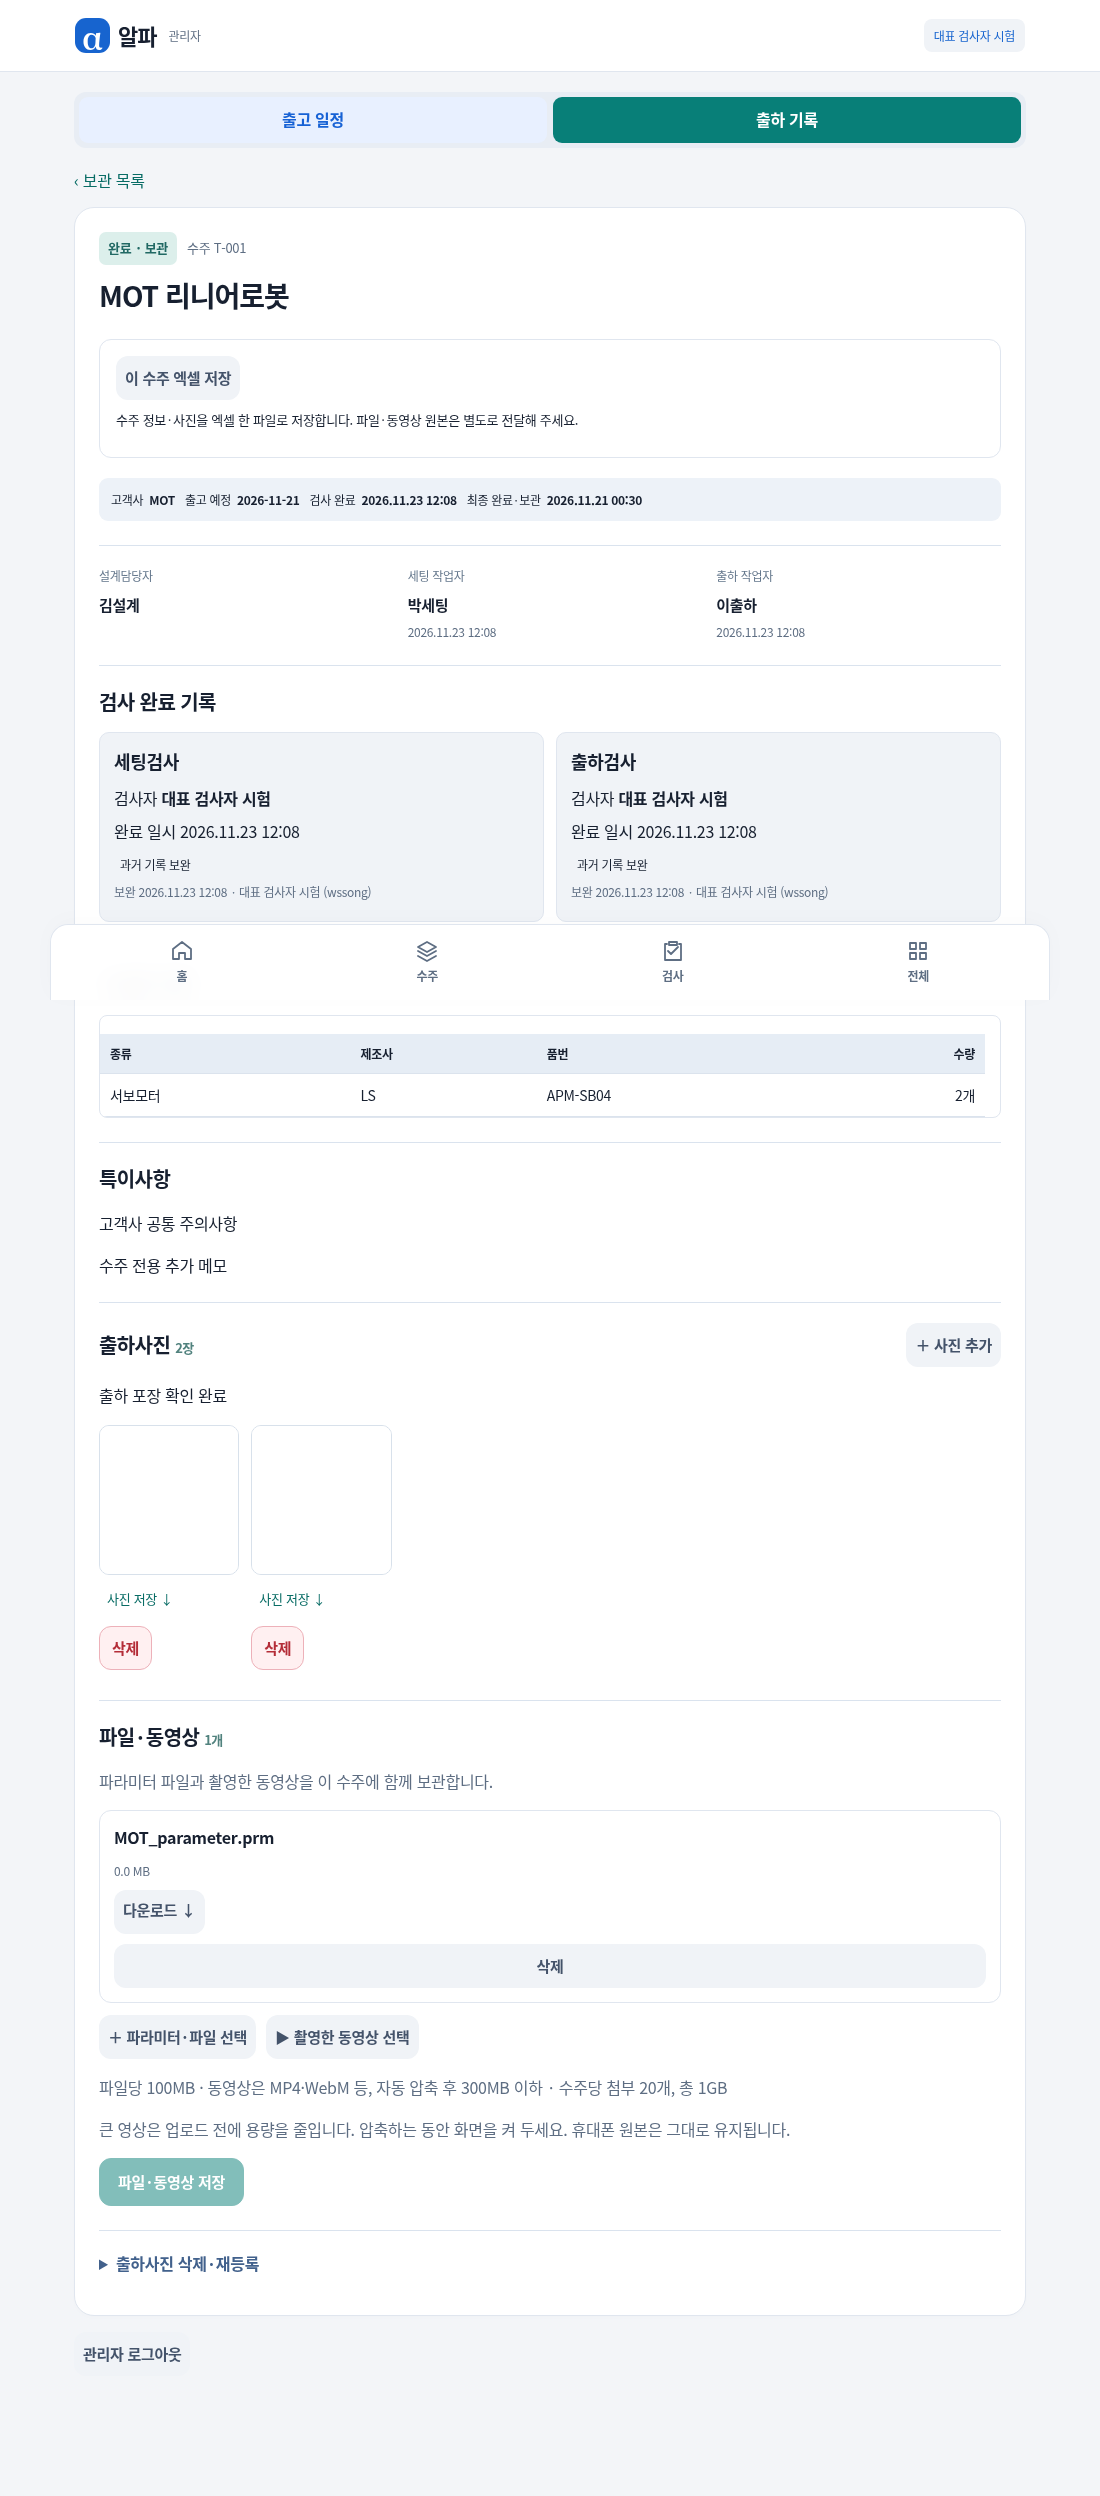 α 알파 관리자
대표 검사자 시험
출고 일정
출하 기록
‹ 보관 목록
완료 · 보관 수주 T-001
MOT 리니어로봇
이 수주 엑셀 저장
수주 정보·사진을 엑셀 한 파일로 저장합니다. 파일·동영상 원본은 별도로 전달해 주세요.
고객사 MOT 출고 예정 2026-11-21 검사 완료 2026.11.23 12:08 최종 완료·보관 2026.11.21 00:30
설계담당자
김설계
세팅 작업자
박세팅
2026.11.23 12:08
출하 작업자
이출하
2026.11.23 12:08
검사 완료 기록
세팅검사
검사자 대표 검사자 시험
완료 일시 2026.11.23 12:08
과거 기록 보완
보완 2026.11.23 12:08 · 대표 검사자 시험 (wssong)
출하검사
검사자 대표 검사자 시험
완료 일시 2026.11.23 12:08
과거 기록 보완
보완 2026.11.23 12:08 · 대표 검사자 시험 (wssong)
홈
수주
검사
전체
종류 제조사 품번 수량
서보모터 LS APM-SB04 2개
특이사항
고객사 공통 주의사항
수주 전용 추가 메모
출하사진 2장
＋ 사진 추가
출하 포장 확인 완료
사진 저장 ↓
사진 저장 ↓
삭제
삭제
파일·동영상 1개
파라미터 파일과 촬영한 동영상을 이 수주에 함께 보관합니다.
MOT_parameter.prm
0.0 MB
다운로드 ↓
삭제
＋ 파라미터·파일 선택
▶ 촬영한 동영상 선택
파일당 100MB · 동영상은 MP4·WebM 등, 자동 압축 후 300MB 이하 · 수주당 첨부 20개, 총 1GB
큰 영상은 업로드 전에 용량을 줄입니다. 압축하는 동안 화면을 켜 두세요. 휴대폰 원본은 그대로 유지됩니다.
파일·동영상 저장
▶ 출하사진 삭제·재등록
관리자 로그아웃